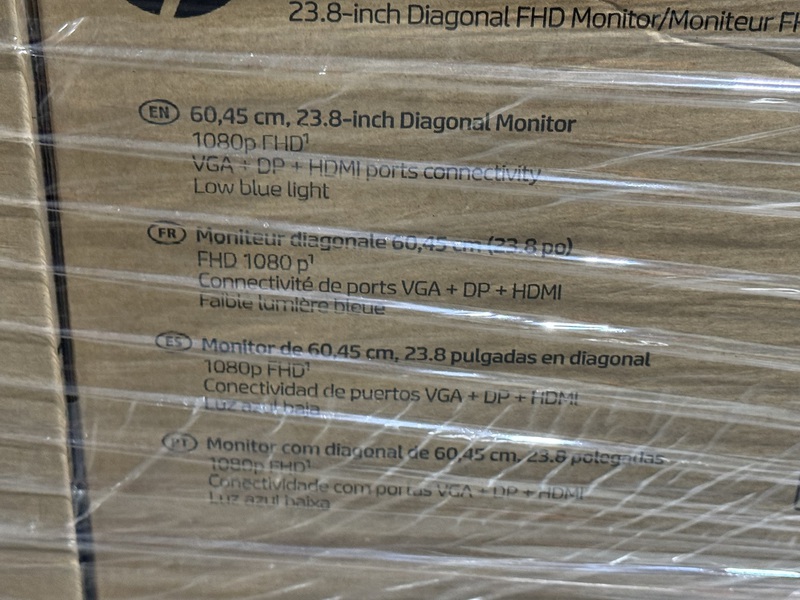 23.8-inch Diagonal FHD Monitor/Moniteur
EN 60,45 cm, 23.8-inch Diagonal Monitor
1080p FHD¹
VGA + DP + HDMI ports connectivity
Low blue light
FR Moniteur diagonale 60,45 cm (23.8 po)
FHD 1080 p¹
Connectivité de ports VGA + DP + HDMI
Faible lumière bleue
ES Monitor de 60,45 cm, 23.8 pulgadas en diagonal
1080p FHD¹
Conectividad de puertos VGA + DP + HDMI
Luz azul baja
PT Monitor com diagonal de 60,45 cm, 23.8 polegadas
1080p FHD¹
Conectividade com portas VGA + DP + HDMI
Luz azul baixa